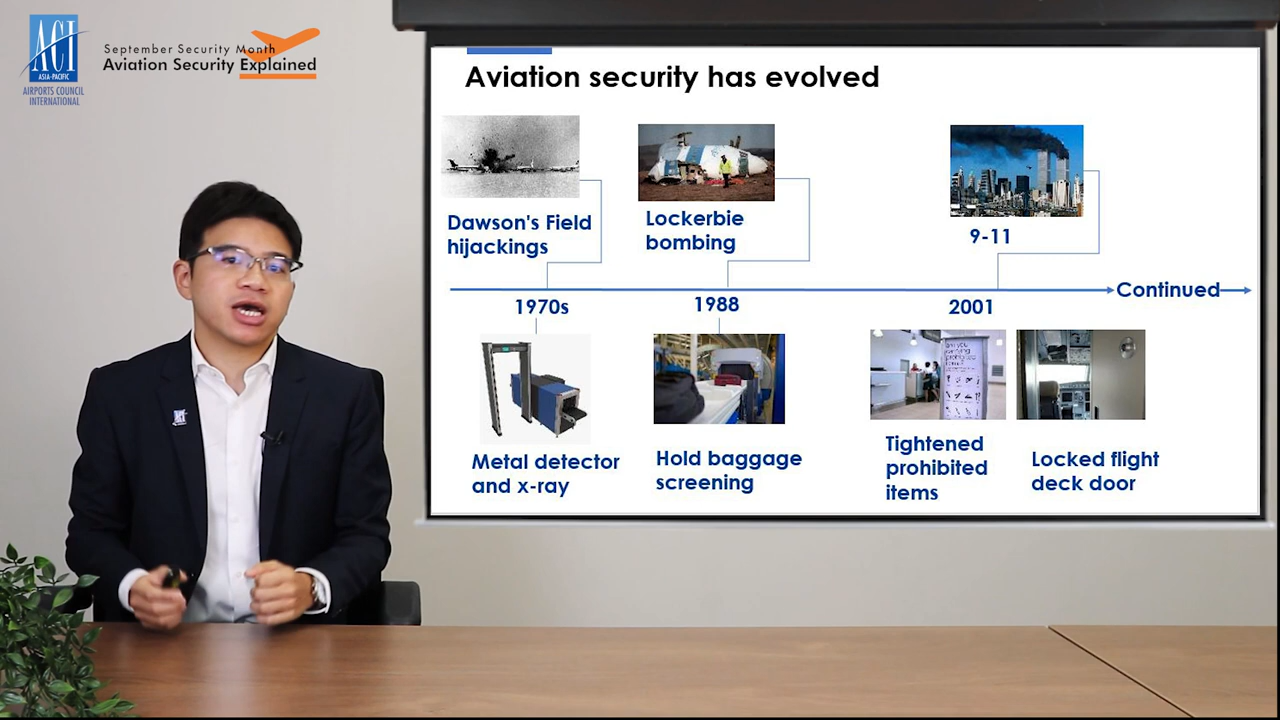 ACI
ASIA-PACIFIC
AIRPORTS COUNCIL
INTERNATIONAL
September Security Month
Aviation Security Explained
Aviation security has evolved
Dawson's Field
hijackings
Lockerbie
bombing
9-11
Continued
1970s
1988
2001
Metal detector
and x-ray
Hold baggage
screening
Tightened
prohibited
items
Locked flight
deck door
ACI